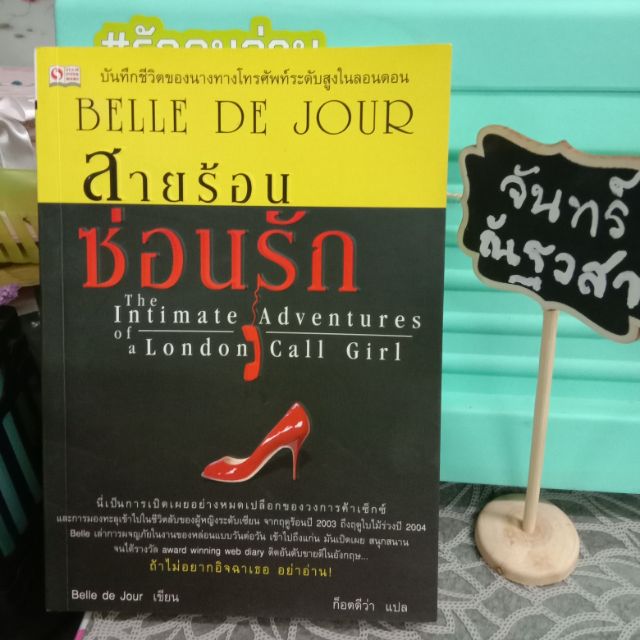 บันทึกชีวิตของนางทางโทรศัพท์ระดับสูงในลอนดอน
BELLE DE JOUR
สายร้อน
ซ่อนรัก
The
Intimate Adventures
of
a London Call Girl
นี่เป็นการเปิดเผยอย่างหมดเปลือกของวงการค้าเซ็กซ์
และการมองทะลุเข้าไปในชีวิตลับของผู้หญิงระดับเซียน จากฤดูร้อนปี 2003 ถึงฤดูใบไม้ร่วงปี 2004
Belle เล่าการผจญภัยในงานของหล่อนแบบวันต่อวัน เข้าไปถึงแก่น มันเปิดเผย สนุกสนาน
จนได้รางวัล award winning web diary ติดอันดับขายดีในอังกฤษ...
ถ้าไม่อยากอิจฉาเธอ อย่าอ่าน!
Belle de Jour เขียน
ก็อตดีว่า แปล
จันทร์
ณัฐวสา